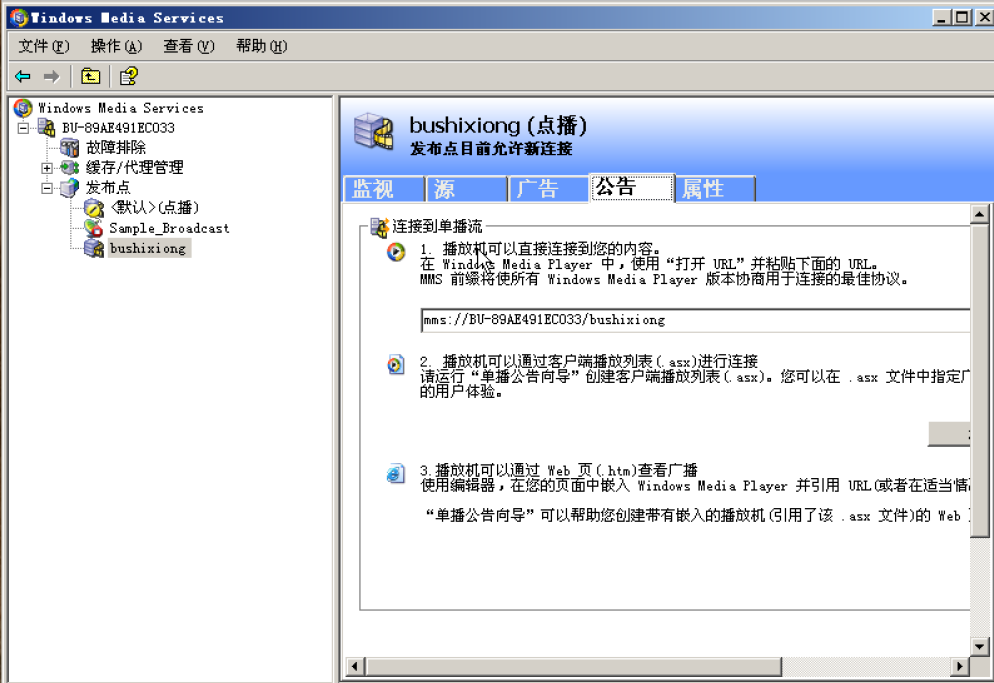 Windows Media Services
文件(F) 操作(A) 查看(V) 帮助(H)
Windows Media Services
BU-89AE491EC033
故障排除
缓存/代理管理
发布点
<默认>(点播)
Sample_Broadcast
bushixiong
bushixiong (点播)
发布点目前允许新连接
监视 源 广告 公告 属性
连接到单播流
1. 播放机可以直接连接到您的内容。
在 Windows Media Player 中，使用“打开 URL”并粘贴下面的 URL。
MMS 前缀将使所有 Windows Media Player 版本协商用于连接的最佳协议。
mms://BU-89AE491EC033/bushixiong
2. 播放机可以通过客户端播放列表(.asx)进行连接
请运行“单播公告向导”创建客户端播放列表(.asx)。您可以在 .asx 文件中指定广
的用户体验。
3.播放机可以通过 Web 页(.htm)查看广播
使用编辑器，在您的页面中嵌入 Windows Media Player 并引用 URL(或者在适当情
“单播公告向导”可以帮助您创建带有嵌入的播放机(引用了该 .asx 文件)的 Web